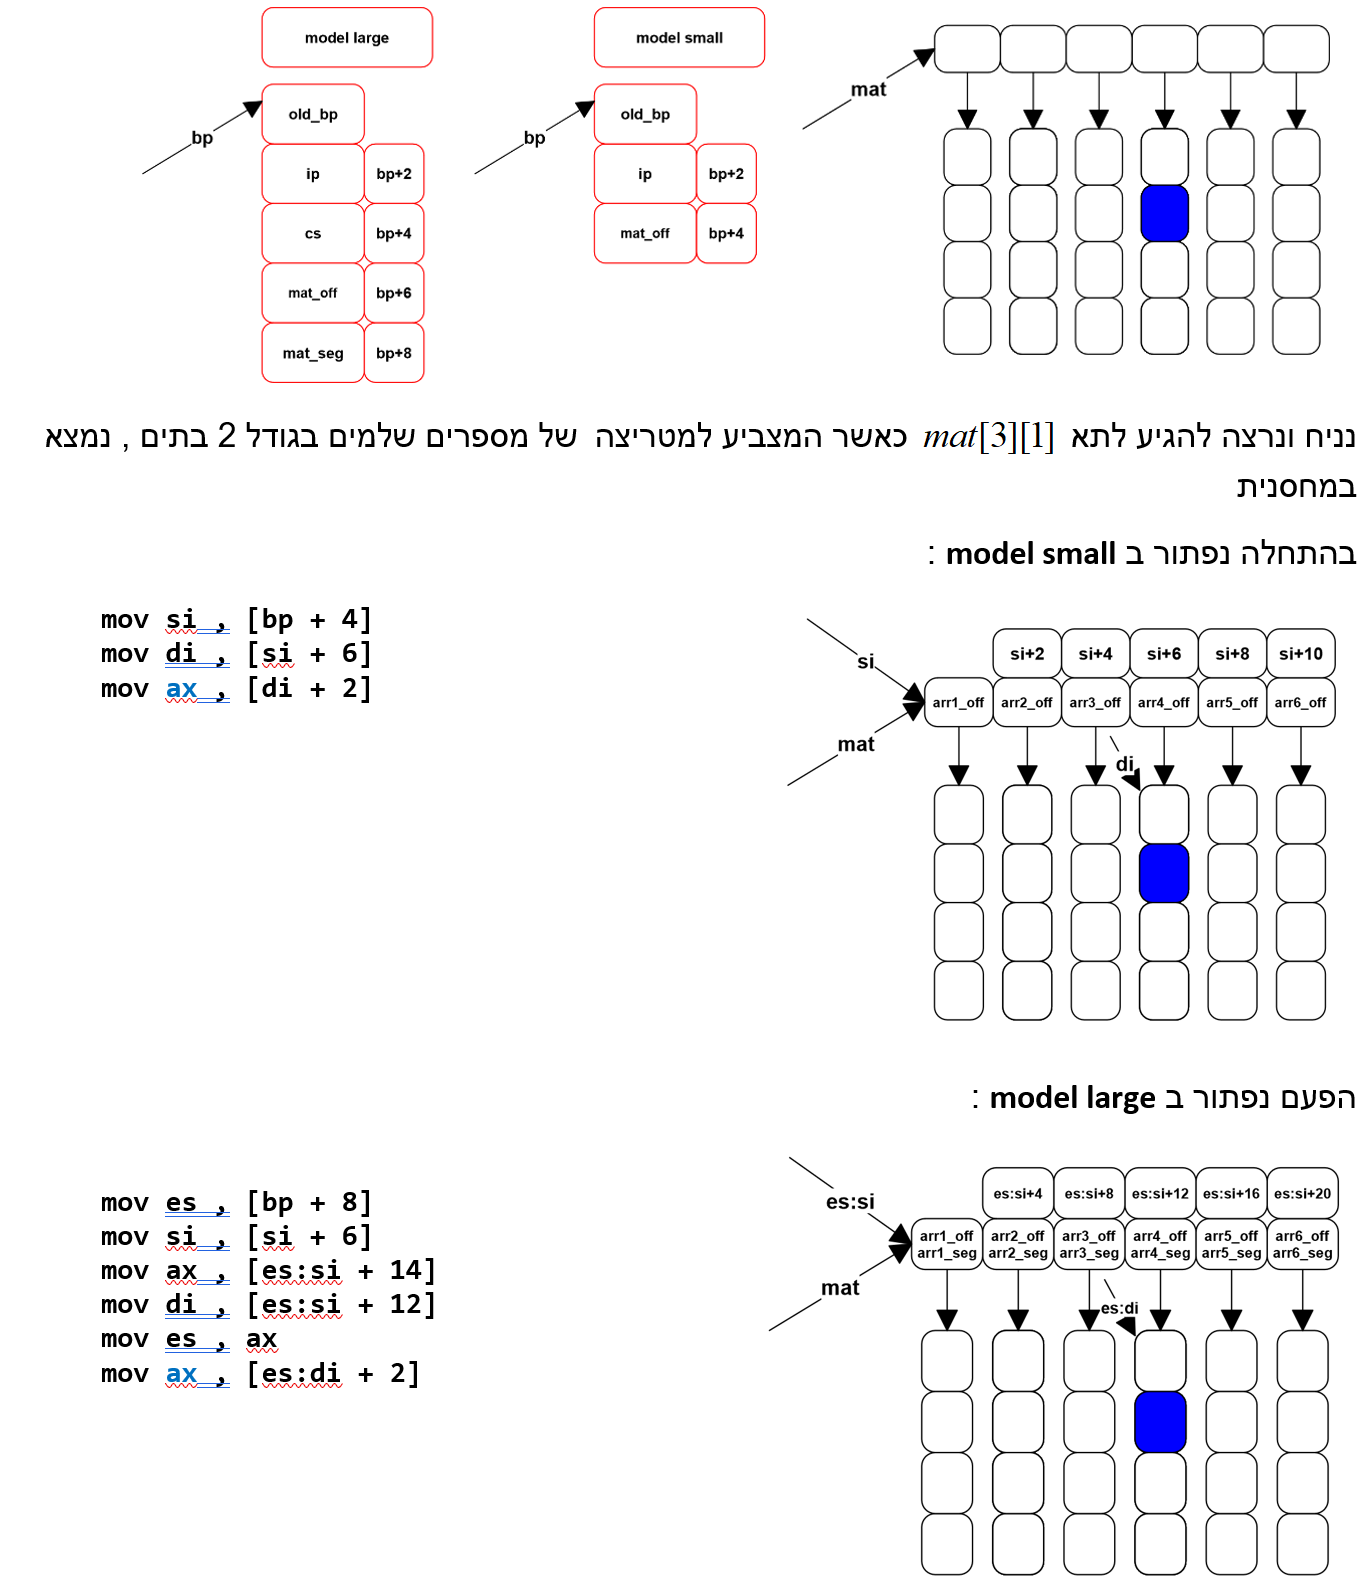 model large
old_bp
bp
ip bp+2
cs bp+4
mat_off bp+6
mat_seg bp+8
model small
old_bp
bp
ip bp+2
mat_off bp+4
mat
נניח ונרצה להגיע לתא mat[3][1] כאשר המצביע למטריצה של מספרים שלמים בגודל 2 בתים , נמצא
במחסנית
בהתחלה נפתור ב model small :
mov si , [bp + 4]
mov di , [si + 6]
mov ax , [di + 2]
si+2 si+4 si+6 si+8 si+10
si
arr1_off arr2_off arr3_off arr4_off arr5_off arr6_off
mat
di
הפעם נפתור ב model large :
mov es , [bp + 8]
mov si , [si + 6]
mov ax , [es:si + 14]
mov di , [es:si + 12]
mov es , ax
mov ax , [es:di + 2]
es:si+4 es:si+8 es:si+12 es:si+16 es:si+20
es:si
arr1_off arr2_off arr3_off arr4_off arr5_off arr6_off
arr1_seg arr2_seg arr3_seg arr4_seg arr5_seg arr6_seg
mat
es:di